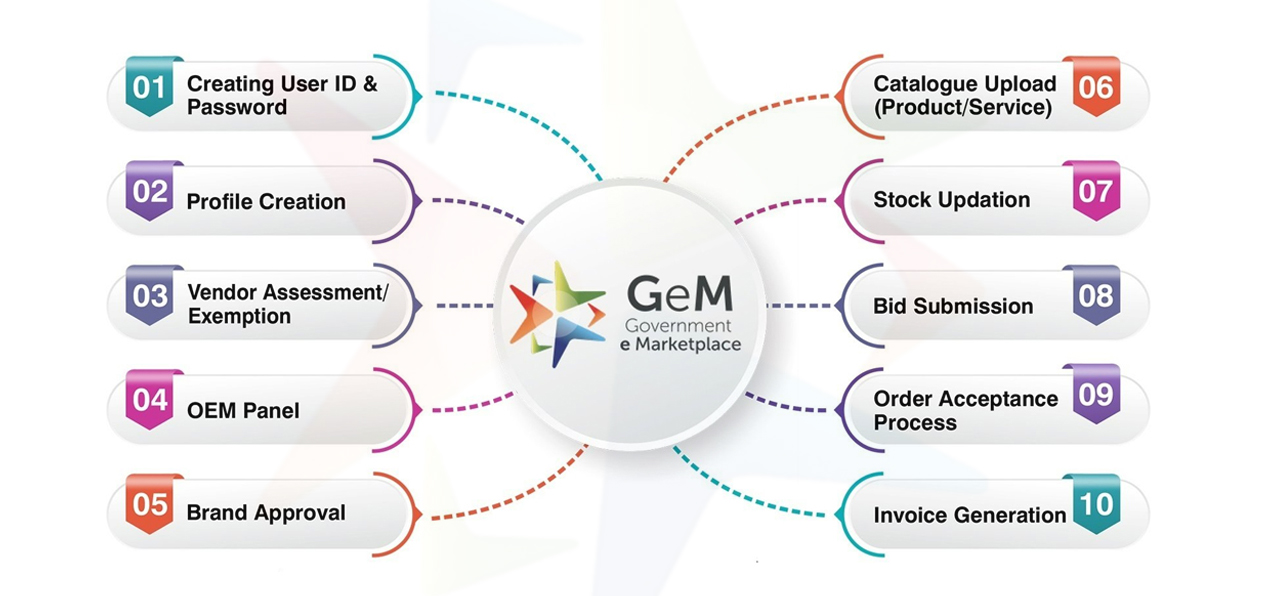 01
Creating User ID &
Password
02
Profile Creation
03
Vendor Assessment/
Exemption
04
OEM Panel
05
Brand Approval
GeM
Government
e Marketplace
Catalogue Upload
(Product/Service)
06
Stock Updation
07
Bid Submission
08
Order Acceptance
Process
09
Invoice Generation
10